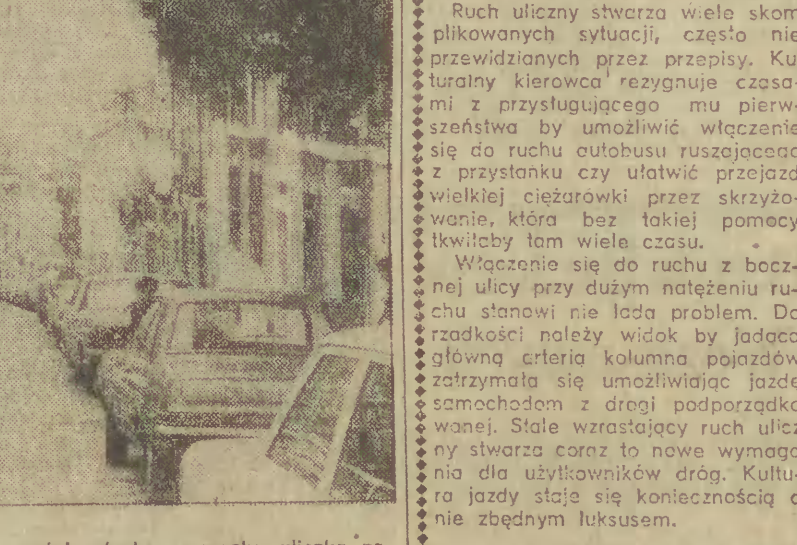 Ruch uliczny stwarza wiele skom
plikowanych sytuacji, często nie
przewidzianych przez przepisy. Ku
turalny kierowca rezygnuje czasa-
mi z przysługującego mu pierw-
szeństwa by umożliwić włączenie
się do ruchu autobusu ruszającego
z przystanku czy ułatwić przejazd
wielkiej ciężarówki przez skrzyżo-
wanie, która bez takiej pomocy
tkwiłaby tam wiele czasu.
Włączenie się do ruchu z bocz-
nej ulicy przy dużym natężeniu ru-
chu stanowi nie lada problem. Do
rzadkości należy widok by jadąca
główną arterią kolumna pojazdów
zatrzymała się umożliwiając jazdę
samochodom z drogi podporządko
wanej. Stale wzrastający ruch ulicz
ny stwarza coraz to nowe wymaga
nia dla użytkowników dróg. Kultu-
ra jazdy staje się koniecznością a
nie zbędnym luksusem.